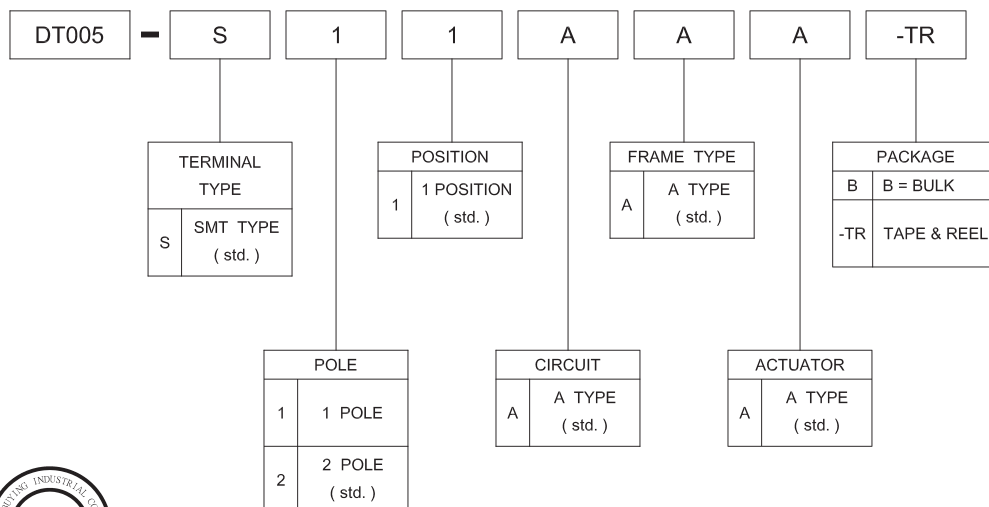 DT005 - S 1 1 A A A -TR
TERMINAL
TYPE
S SMT TYPE
( std. )
POSITION
1 1 POSITION
( std. )
FRAME TYPE
A A TYPE
( std. )
PACKAGE
B B = BULK
-TR TAPE & REEL
POLE
1 1 POLE
2 2 POLE
( std. )
CIRCUIT
A A TYPE
( std. )
ACTUATOR
A A TYPE
( std. )
INDUSTRIAL